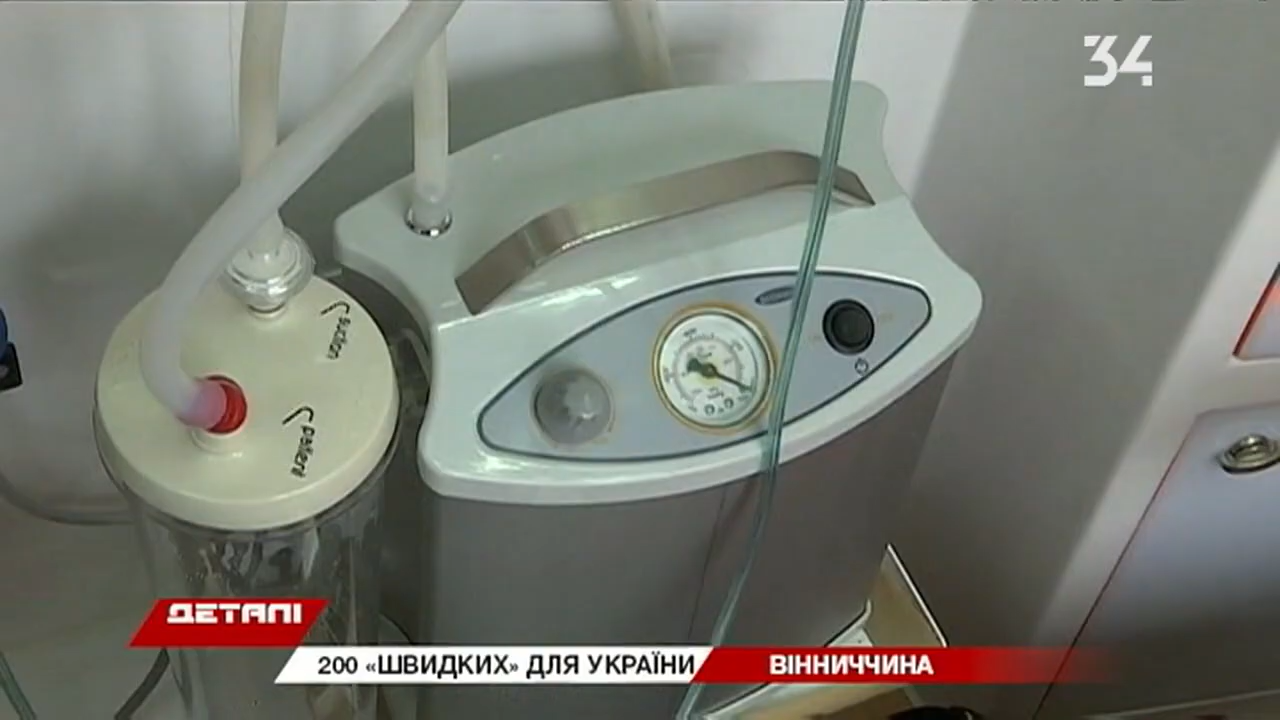 34
suction
patient
ДЕТАЛІ
200 «ШВИДКИХ» ДЛЯ УКРАЇНИ
ВІННИЧЧИНА